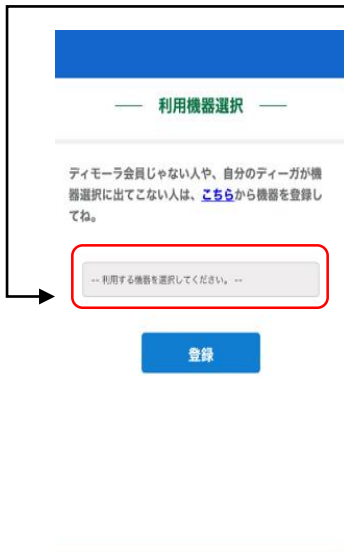 利用機器選択
ディモーラ会員じゃない人や、自分のディーガが機
器選択に出てこない人は、こちらから機器を登録し
てね。
-- 利用する機器を選択してください。 --
登録